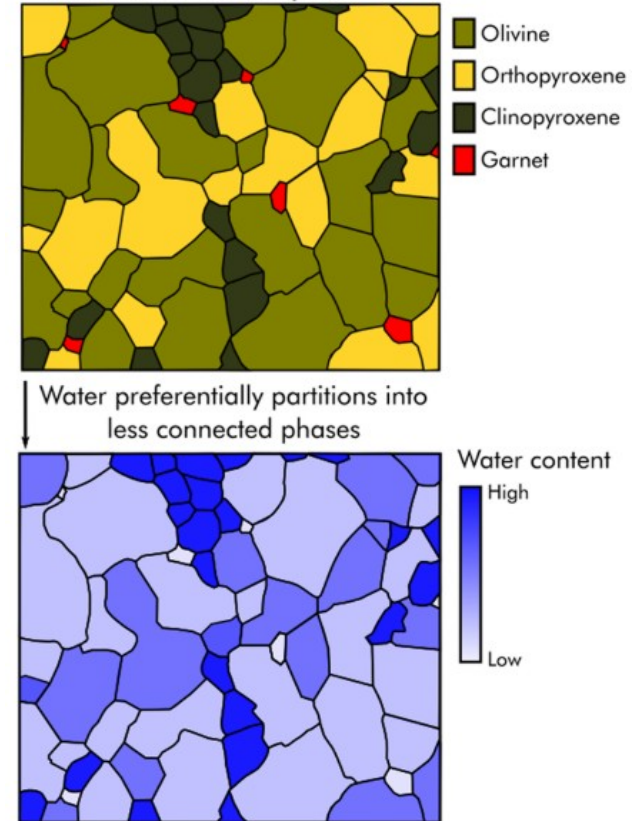 Olivine
Orthopyroxene
Clinopyroxene
Garnet
Water preferentially partitions into
less connected phases
Water content
High
Low